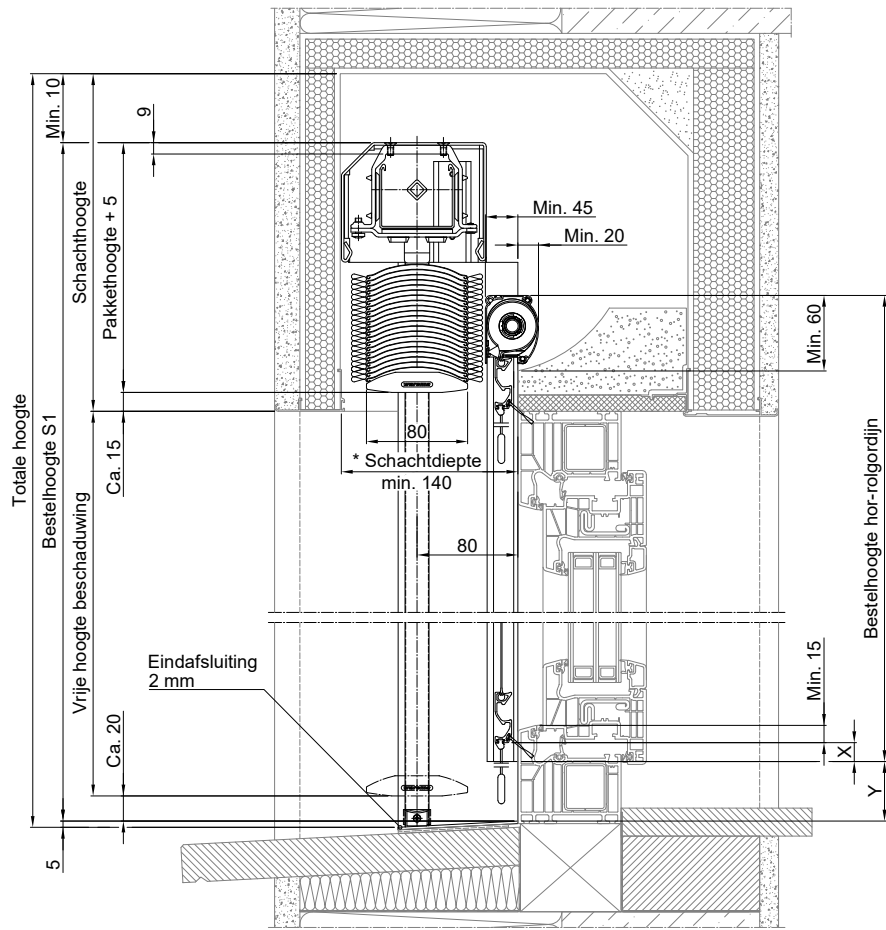 Totale hoogte
Bestelhoogte S1
Min. 10
Schachthoogte
Pakkethoogte + 5
9
Min. 45
Min. 20
Min. 60
80
* Schachtdiepte
min. 140
80
Ca. 15
Vrije hoogte beschaduwing
Bestelhoogte hor-rolgordijn
Eindafsluiting
2 mm
Min. 15
X
Y
Ca. 20
5